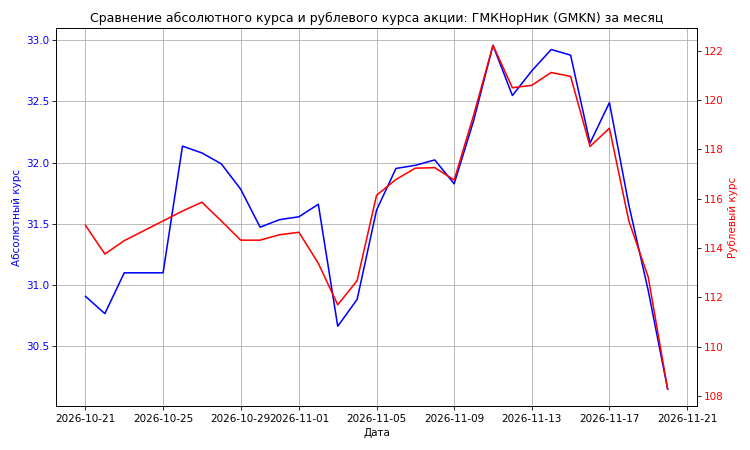 Сравнение абсолютного курса и рублевого курса акции: ГМКНорНик (GMKN) за месяц
33.0
32.5
32.0
31.5
31.0
30.5
Абсолютный курс
122
120
118
116
114
112
110
108
Рублевый курс
2026-10-21 2026-10-25 2026-10-29 2026-11-01 2026-11-05 2026-11-09 2026-11-13 2026-11-17 2026-11-21
Дата